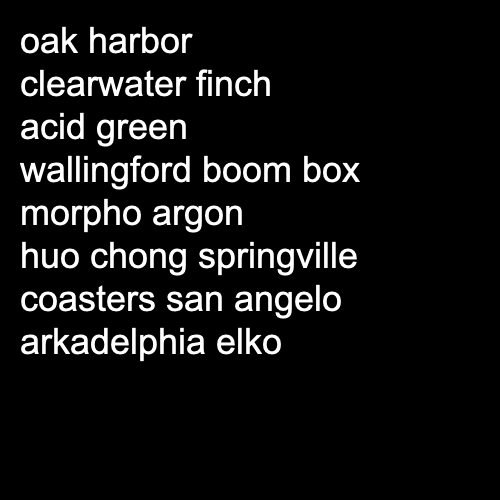 oak harbor
clearwater finch
acid green
wallingford boom box
morpho argon
huo chong springville
coasters san angelo
arkadelphia elko